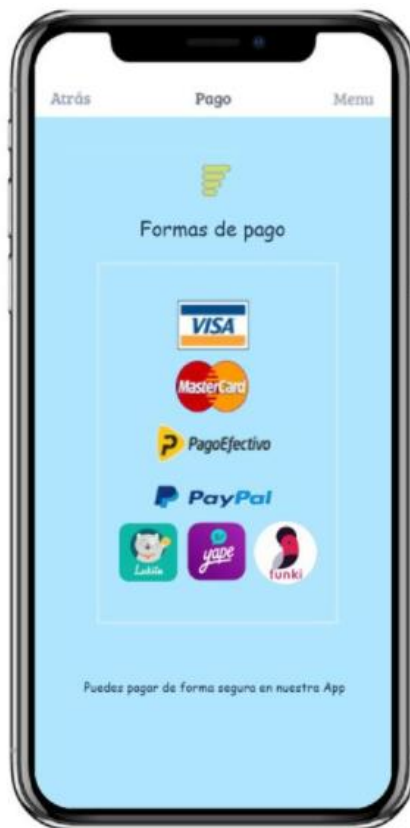 Atrás Pago Menu
Formas de pago
VISA
MasterCard
PagoEfectivo
PayPal
Lukita yape tunki
Puedes pagar de forma segura en nuestra App